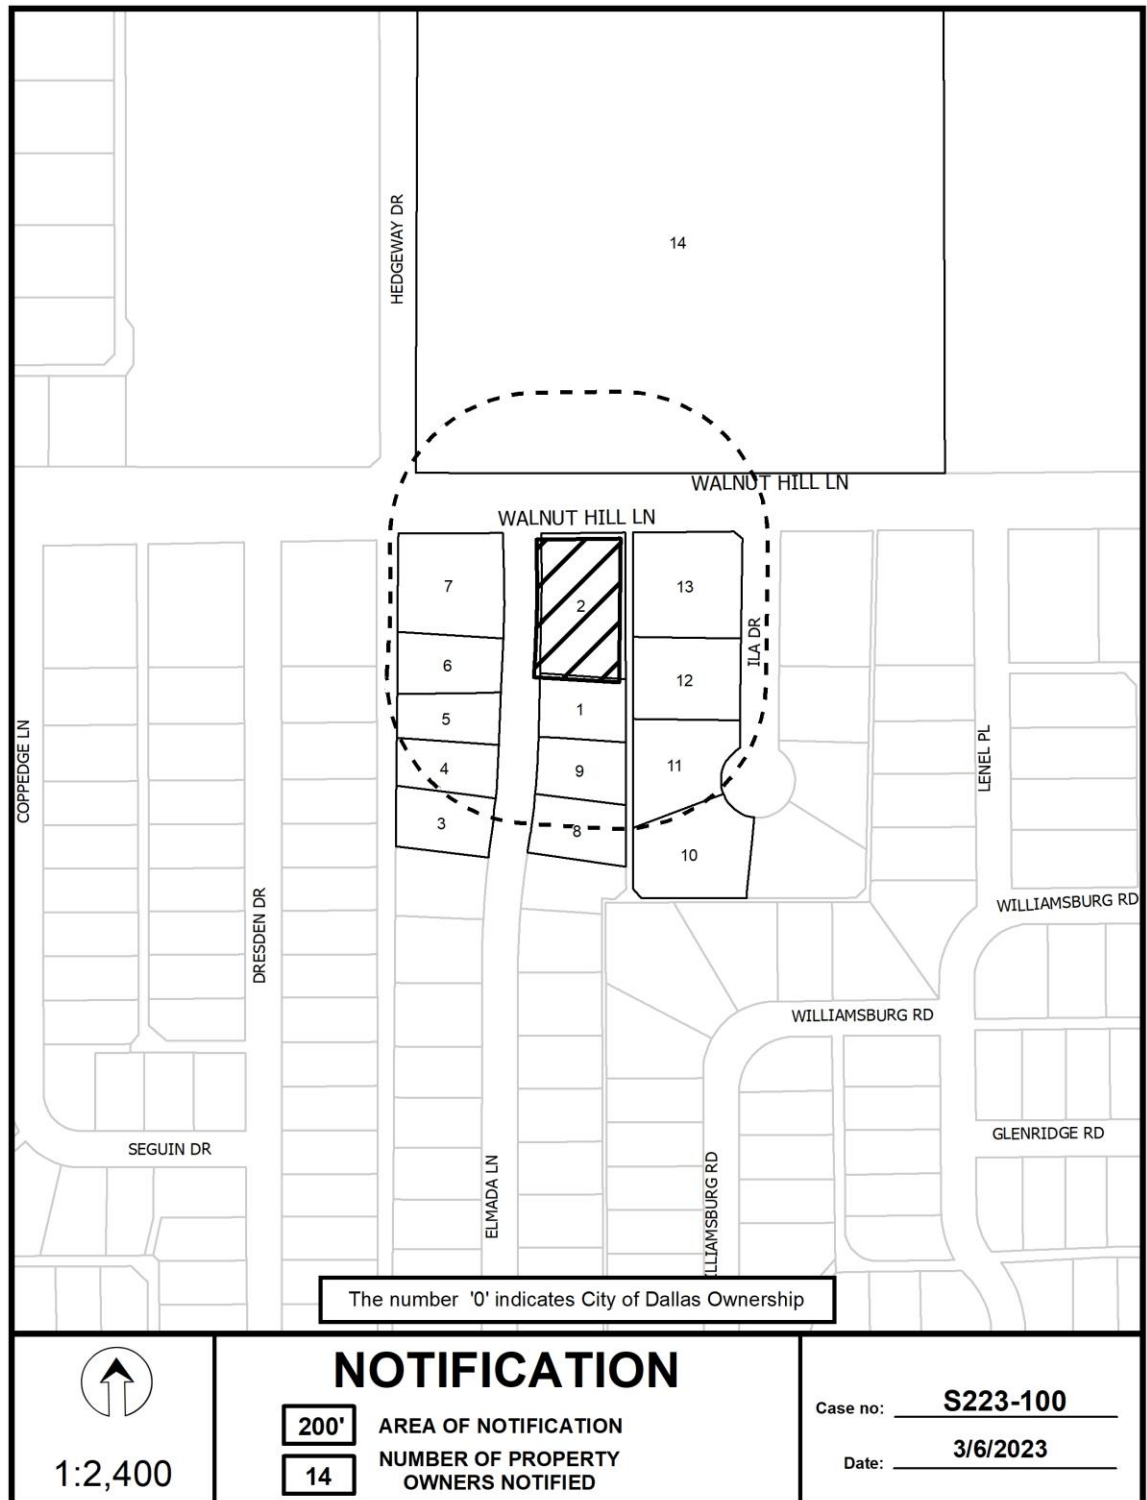 HEDGEWAY DR
14
WALNUT HILL LN
WALNUT HILL LN
7
2
13
6
ILA DR
12
5
1
COPPEDGE LN
4
9
11
LENEL PL
3
8
10
DRESDEN DR
WILLIAMSBURG RD
WILLIAMSBURG RD
SEGUIN DR
GLENRIDGE RD
ELMADA LN
LLIAMSBURG RD
The number '0' indicates City of Dallas Ownership
1:2,400
NOTIFICATION
200' AREA OF NOTIFICATION
14 NUMBER OF PROPERTY
OWNERS NOTIFIED
Case no: S223-100
Date: 3/6/2023